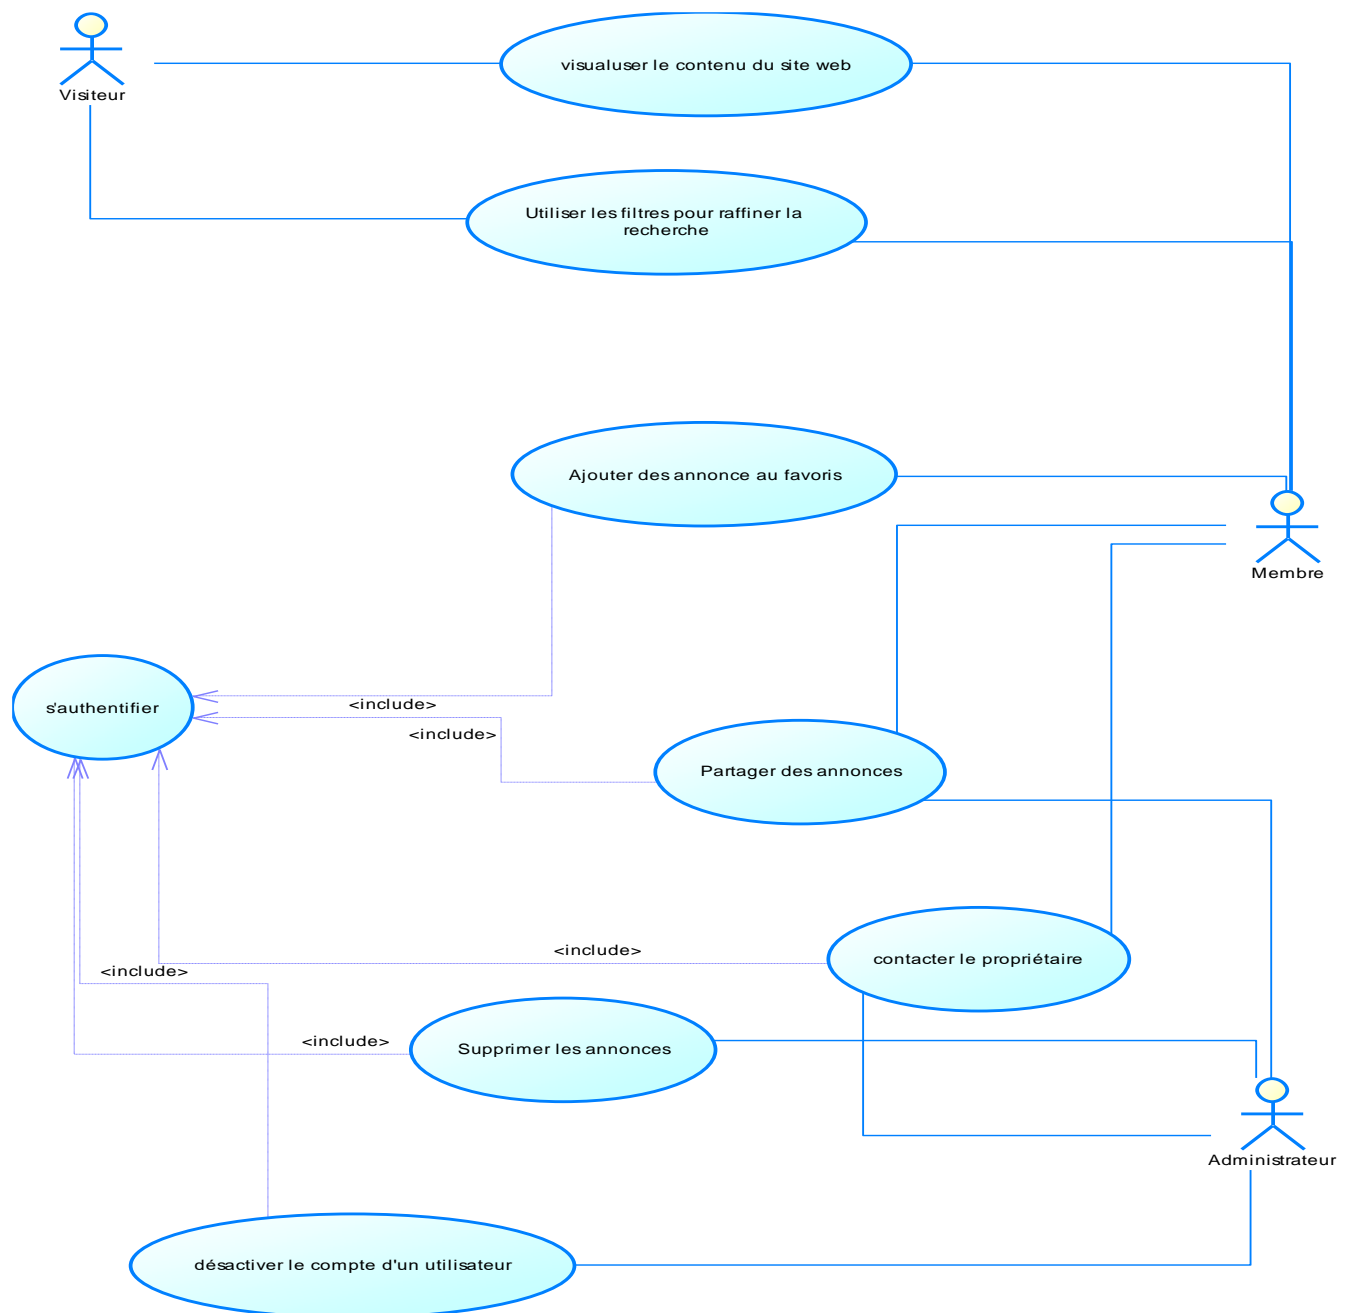 visualuser le contenu du site web
Visiteur
Utiliser les filtres pour raffiner la
recherche
Ajouter des annonce au favoris
Membre
s'authentifier
<include>
<include>
Partager des annonces
<include>
contacter le propriétaire
<include>
<include>
Supprimer les annonces
Administrateur
désactiver le compte d'un utilisateur